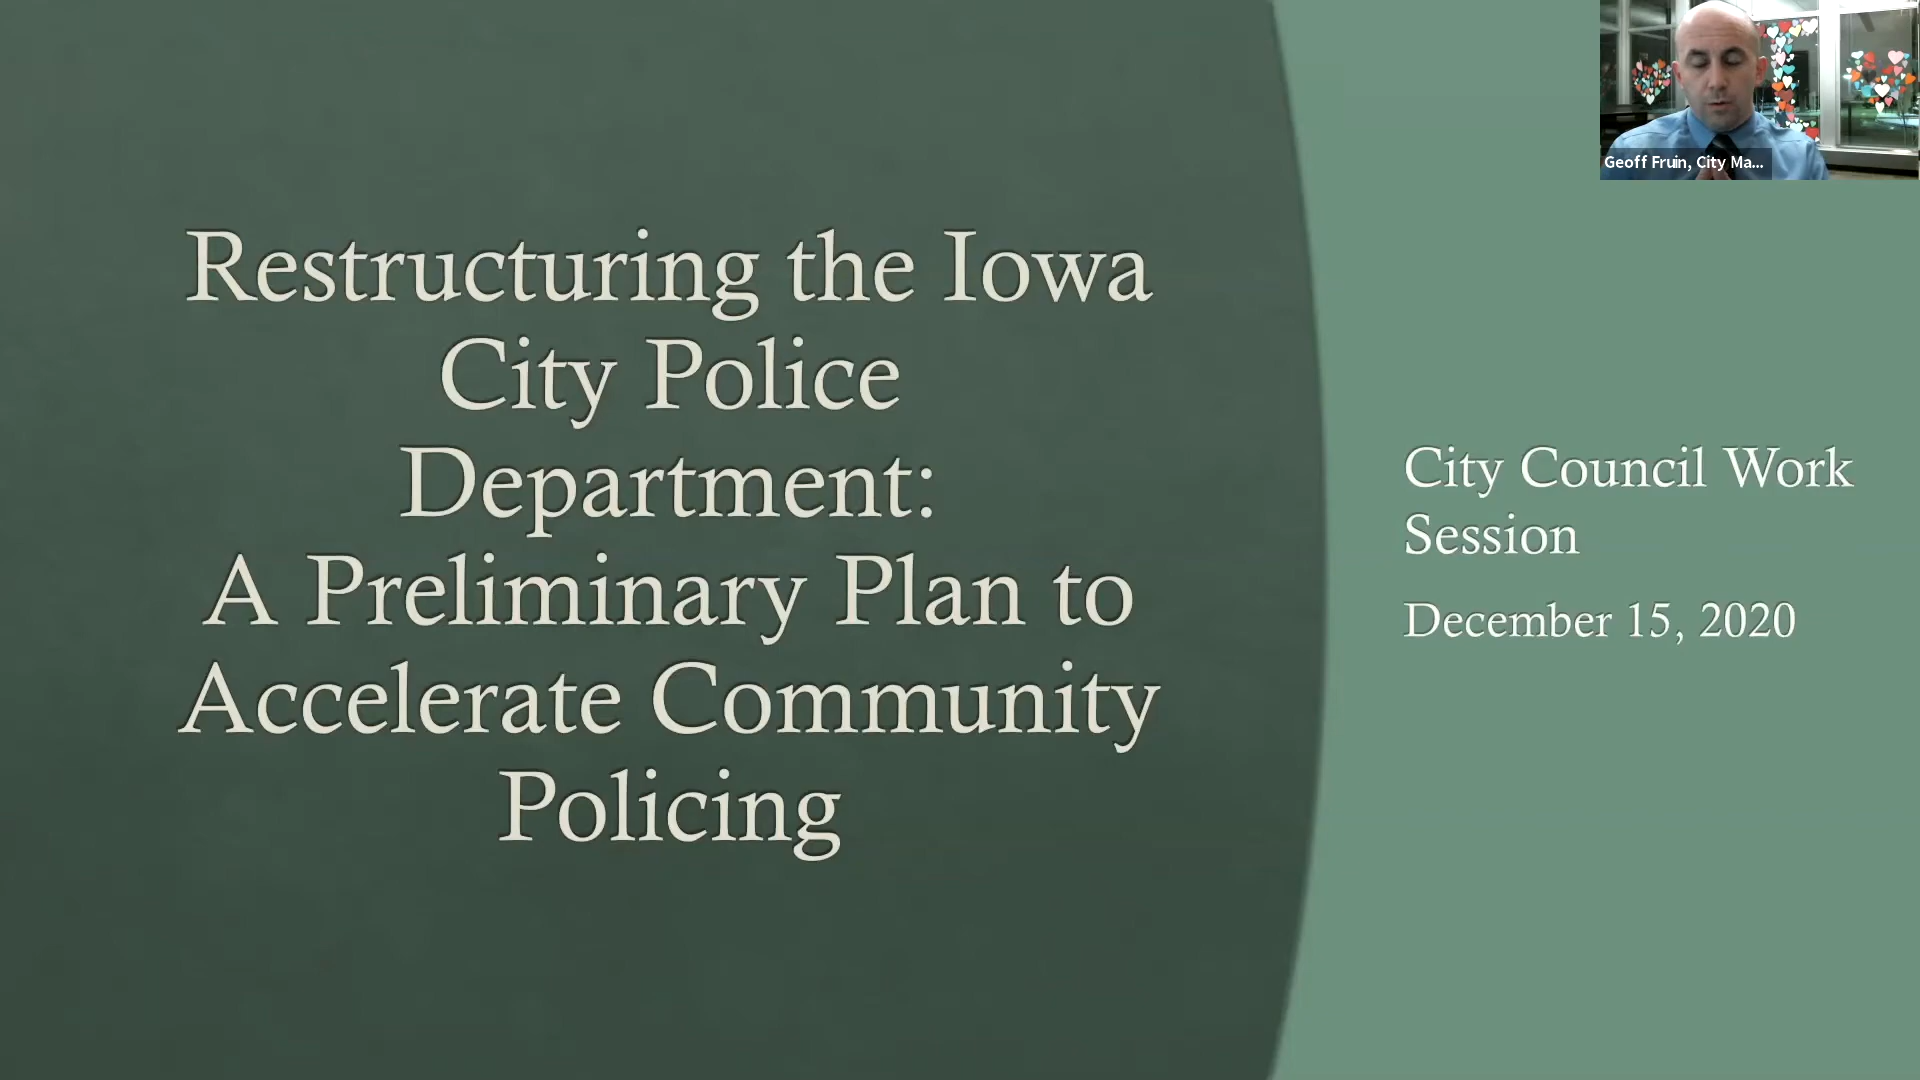 Restructuring the Iowa
City Police
Department:
A Preliminary Plan to
Accelerate Community
Policing
City Council Work
Session
December 15, 2020
Geoff Fruin, City Ma...